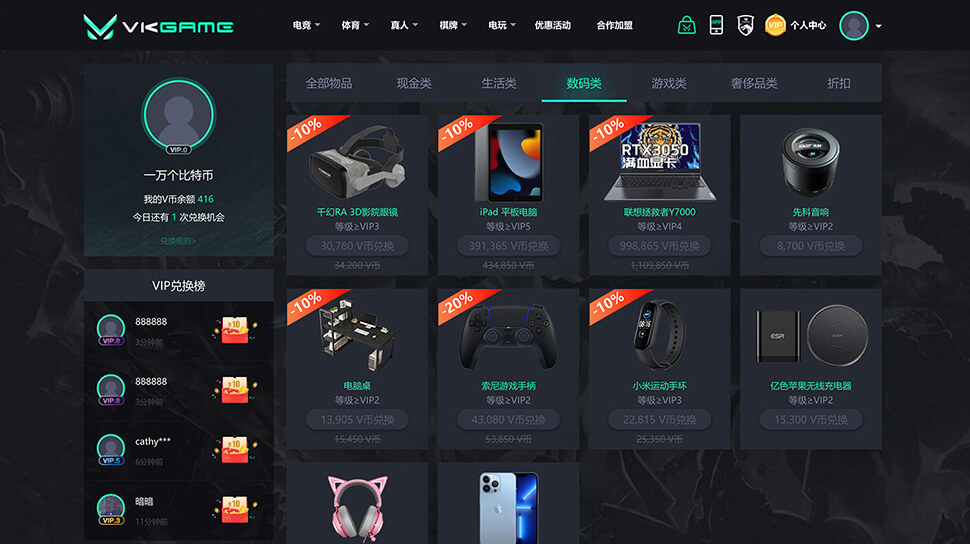 VKGAME
电竞 体育 真人 棋牌 电玩 优惠活动 合作加盟 VIP 个人中心
VIP.0
一万个比特币
我的V币余额 416
今日还有 1 次兑换机会
兑换规则>
VIP兑换榜
888888
VIP.8
3分钟前
¥10
888888
VIP.8
3分钟前
¥10
cathy***
VIP.5
6分钟前
¥10
暗暗
VIP.3
11分钟前
¥10
全部物品 现金类 生活类 数码类 游戏类 奢侈品类 折扣
-10%
千幻RA 3D影院眼镜
等级≥VIP3
30,780 V币兑换
34,200 V币
-10%
iPad 平板电脑
等级≥VIP5
391,365 V币兑换
434,850 V币
-10%
RTX3050
满血显卡
联想拯救者Y7000
等级≥VIP4
998,865 V币兑换
1,109,850 V币
先科音响
等级≥VIP2
8,700 V币兑换
-10%
电脑桌
等级≥VIP2
13,905 V币兑换
15,450 V币
-20%
索尼游戏手柄
等级≥VIP2
43,080 V币兑换
53,850 V币
-10%
小米运动手环
等级≥VIP3
22,815 V币兑换
25,350 V币
ESR
亿色苹果无线充电器
等级≥VIP2
15,300 V币兑换